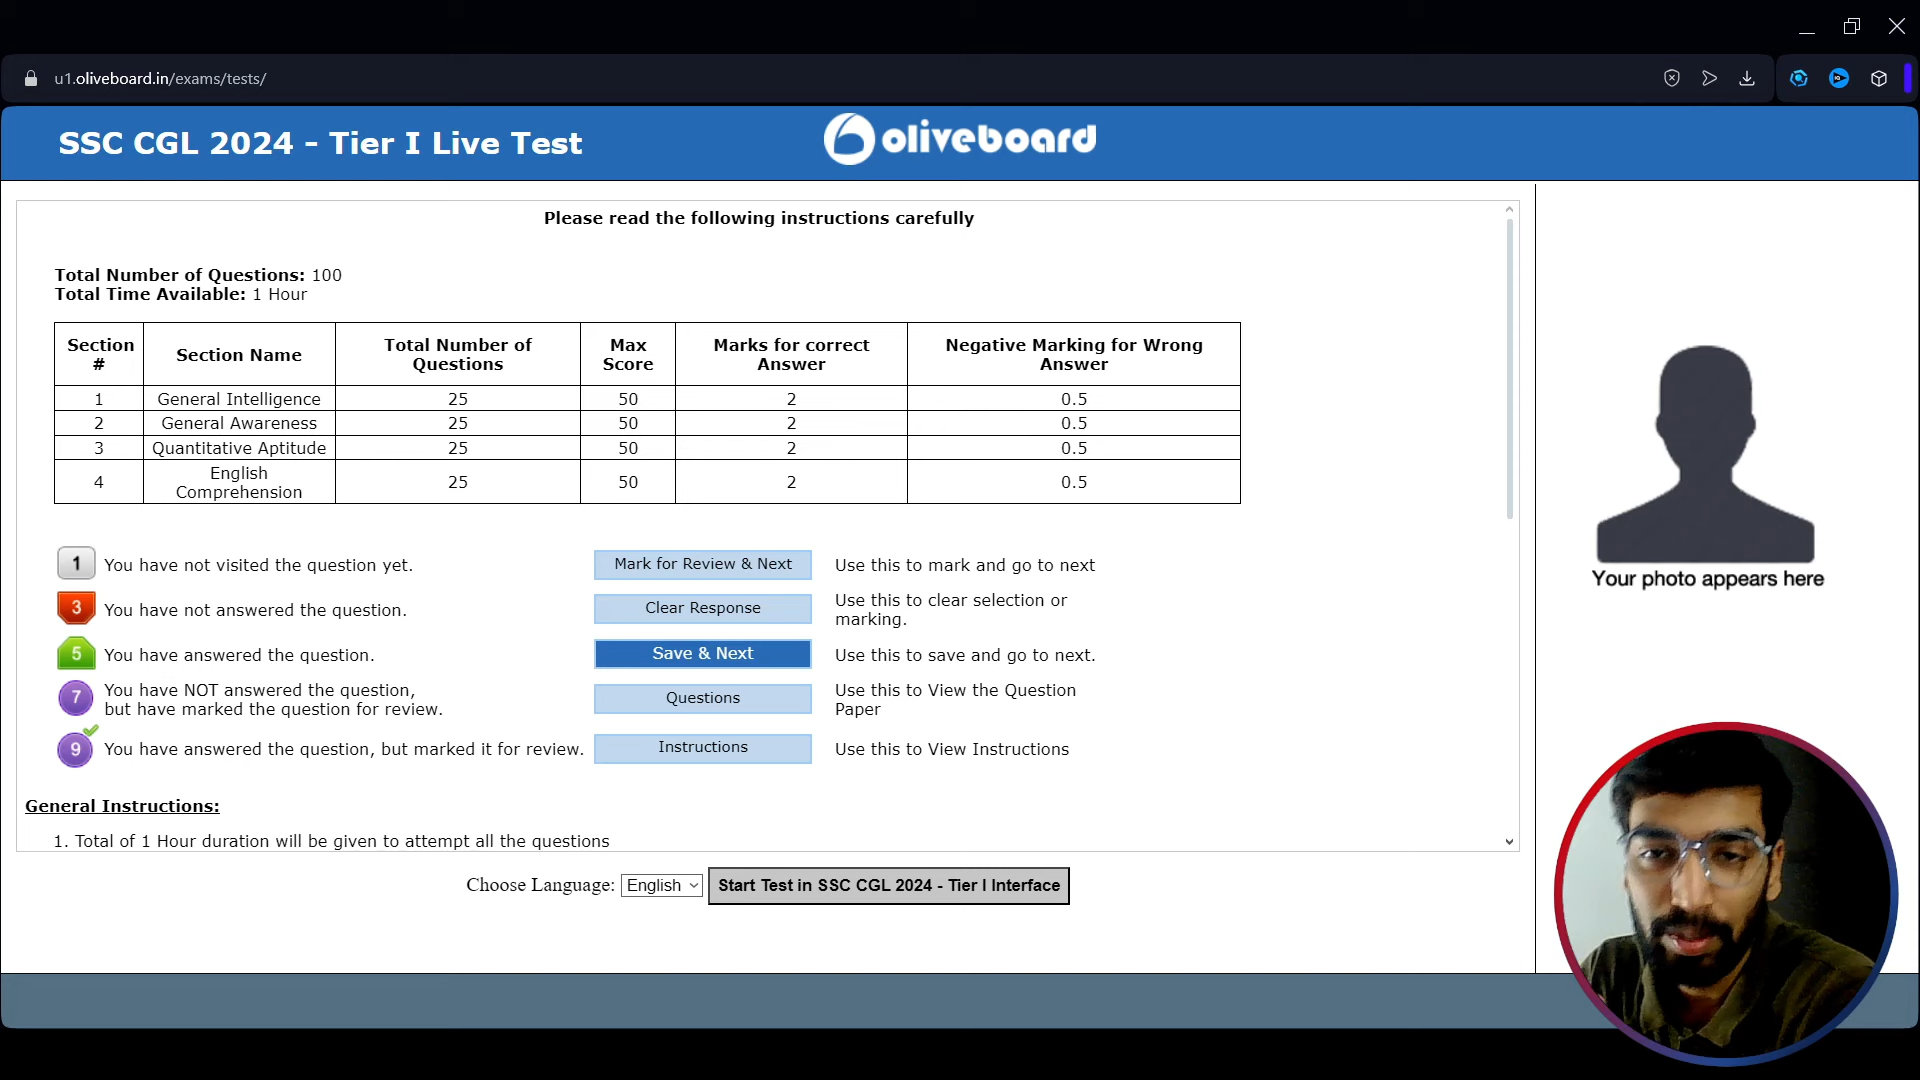 u1.oliveboard.in/exams/tests/
SSC CGL 2024 - Tier I Live Test
oliveboard
Please read the following instructions carefully
Total Number of Questions: 100
Total Time Available: 1 Hour
Section # Section Name Total Number of Questions Max Score Marks for correct Answer Negative Marking for Wrong Answer
1 General Intelligence 25 50 2 0.5
2 General Awareness 25 50 2 0.5
3 Quantitative Aptitude 25 50 2 0.5
4 English Comprehension 25 50 2 0.5
1 You have not visited the question yet. Mark for Review & Next Use this to mark and go to next
3 You have not answered the question. Clear Response Use this to clear selection or marking.
5 You have answered the question. Save & Next Use this to save and go to next.
7 You have NOT answered the question, but have marked the question for review. Questions Use this to View the Question Paper
9 You have answered the question, but marked it for review. Instructions Use this to View Instructions
General Instructions:
1. Total of 1 Hour duration will be given to attempt all the questions
Choose Language: English Start Test in SSC CGL 2024 - Tier I Interface
Your photo appears here